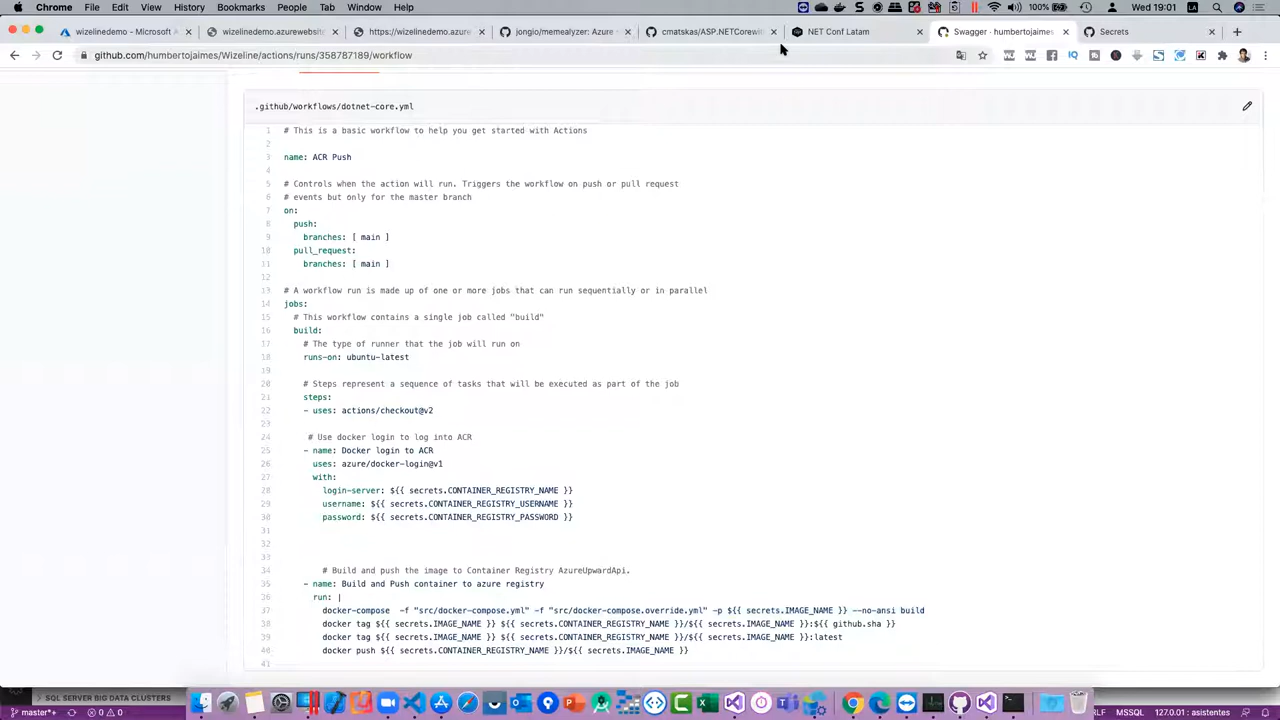 Chrome File Edit View History Bookmarks People Tab Window Help 100% Mar 19:01
wizelinedemo - Microsoft A
wizelinedemo.azurewebsite
https://wizelinedemo.azure
jongio/memealyzer: Azure
cmatskas/ASP.NETCorewit
NET Conf Latam
Swagger · humbertojaimes/
Secrets
github.com/humbertojaimes/Wizeline/actions/runs/358787189/workflow
.github/workflows/dotnet-core.yml
1 # This is a basic workflow to help you get started with Actions
2
3 name: ACR Push
4
5 # Controls when the action will run. Triggers the workflow on push or pull request
6 # events but only for the master branch
7 on:
8 push:
9 branches: [ main ]
10 pull_request:
11 branches: [ main ]
12
13 # A workflow run is made up of one or more jobs that can run sequentially or in parallel
14 jobs:
15 # This workflow contains a single job called "build"
16 build:
17 # The type of runner that the job will run on
18 runs-on: ubuntu-latest
19
20 # Steps represent a sequence of tasks that will be executed as part of the job
21 steps:
22 - uses: actions/checkout@v2
23
24 # Use docker login to log into ACR
25 - name: Docker login to ACR
26 uses: azure/docker-login@v1
27 with:
28 login-server: ${{ secrets.CONTAINER_REGISTRY_NAME }}
29 username: ${{ secrets.CONTAINER_REGISTRY_USERNAME }}
30 password: ${{ secrets.CONTAINER_REGISTRY_PASSWORD }}
31
32
33
34 # Build and push the image to Container Registry AzureUpwardApi.
35 - name: Build and Push container to azure registry
36 run: |
37 docker-compose -f "src/docker-compose.yml" -f "src/docker-compose.override.yml" -p ${{ secrets.IMAGE_NAME }} --no-ansi build
38 docker tag ${{ secrets.IMAGE_NAME }} ${{ secrets.CONTAINER_REGISTRY_NAME }}/${{ secrets.IMAGE_NAME }}:${{ github.sha }}
39 docker tag ${{ secrets.IMAGE_NAME }} ${{ secrets.CONTAINER_REGISTRY_NAME }}/${{ secrets.IMAGE_NAME }}:latest
40 docker push ${{ secrets.CONTAINER_REGISTRY_NAME }}/${{ secrets.IMAGE_NAME }}
41
SQL SERVER BIG DATA CLUSTERS
master*+ 0 0 RLF MSSQL 127.0.01 : asistentes